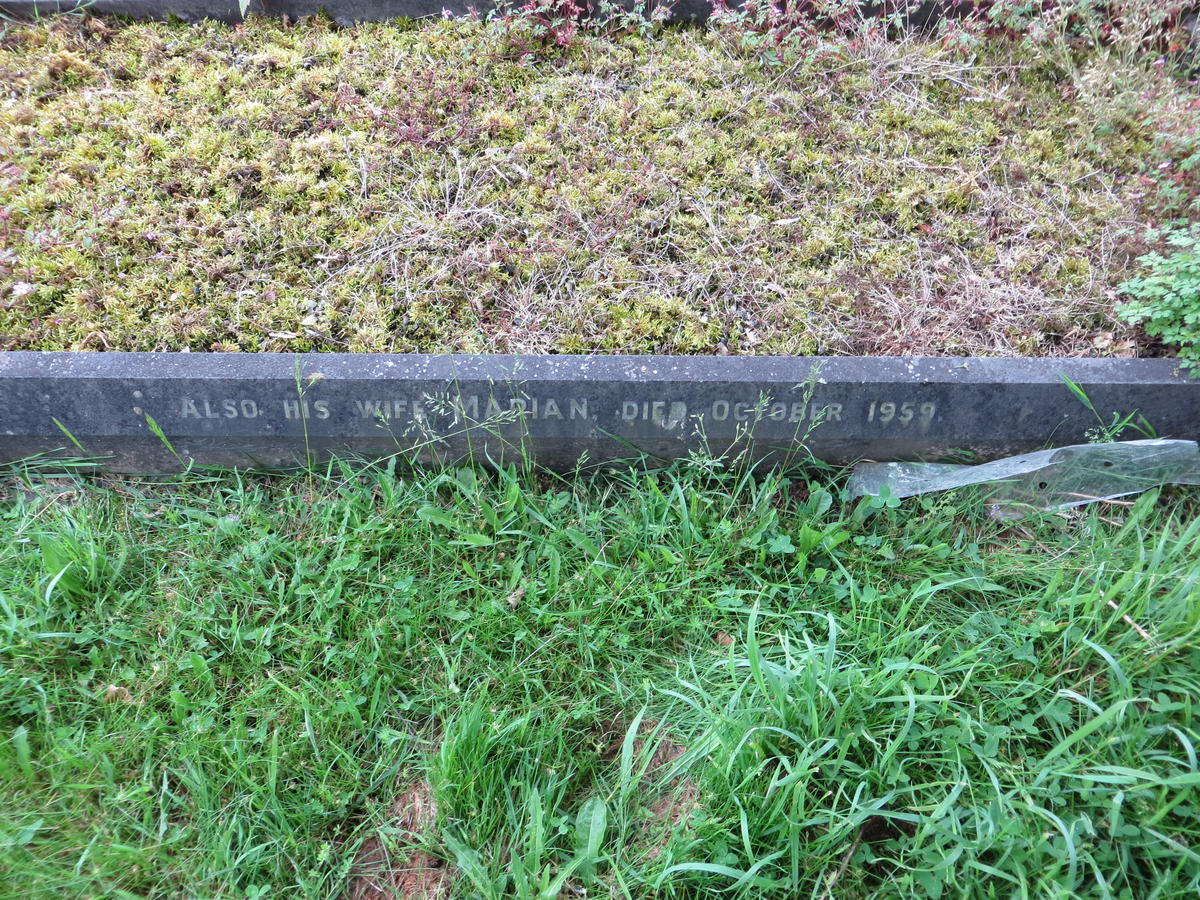 ALSO HIS WIFE MARIAN, DIED OCTOBER 1959.